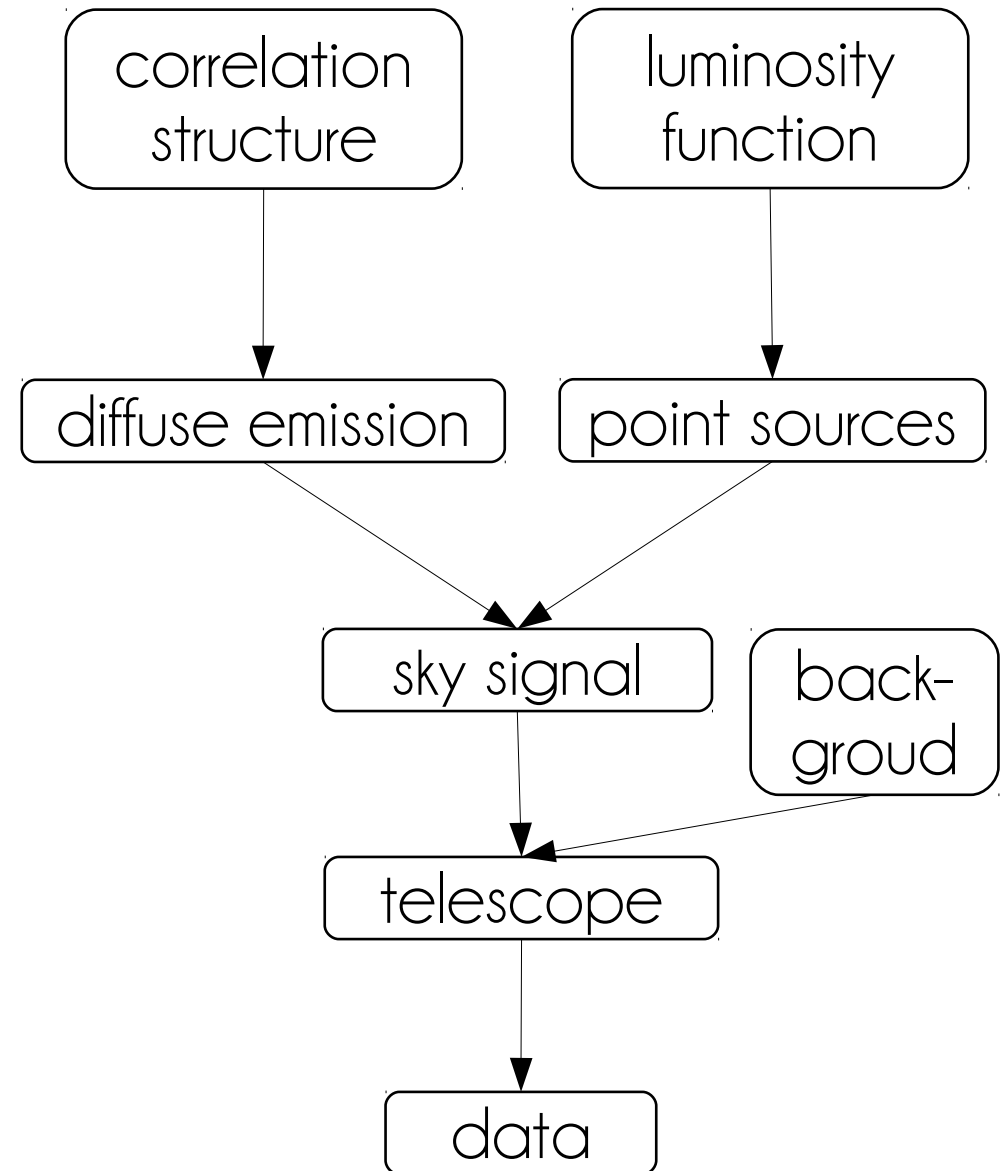 correlation
structure
luminosity
function
diffuse emission
point sources
sky signal
back-
groud
telescope
data